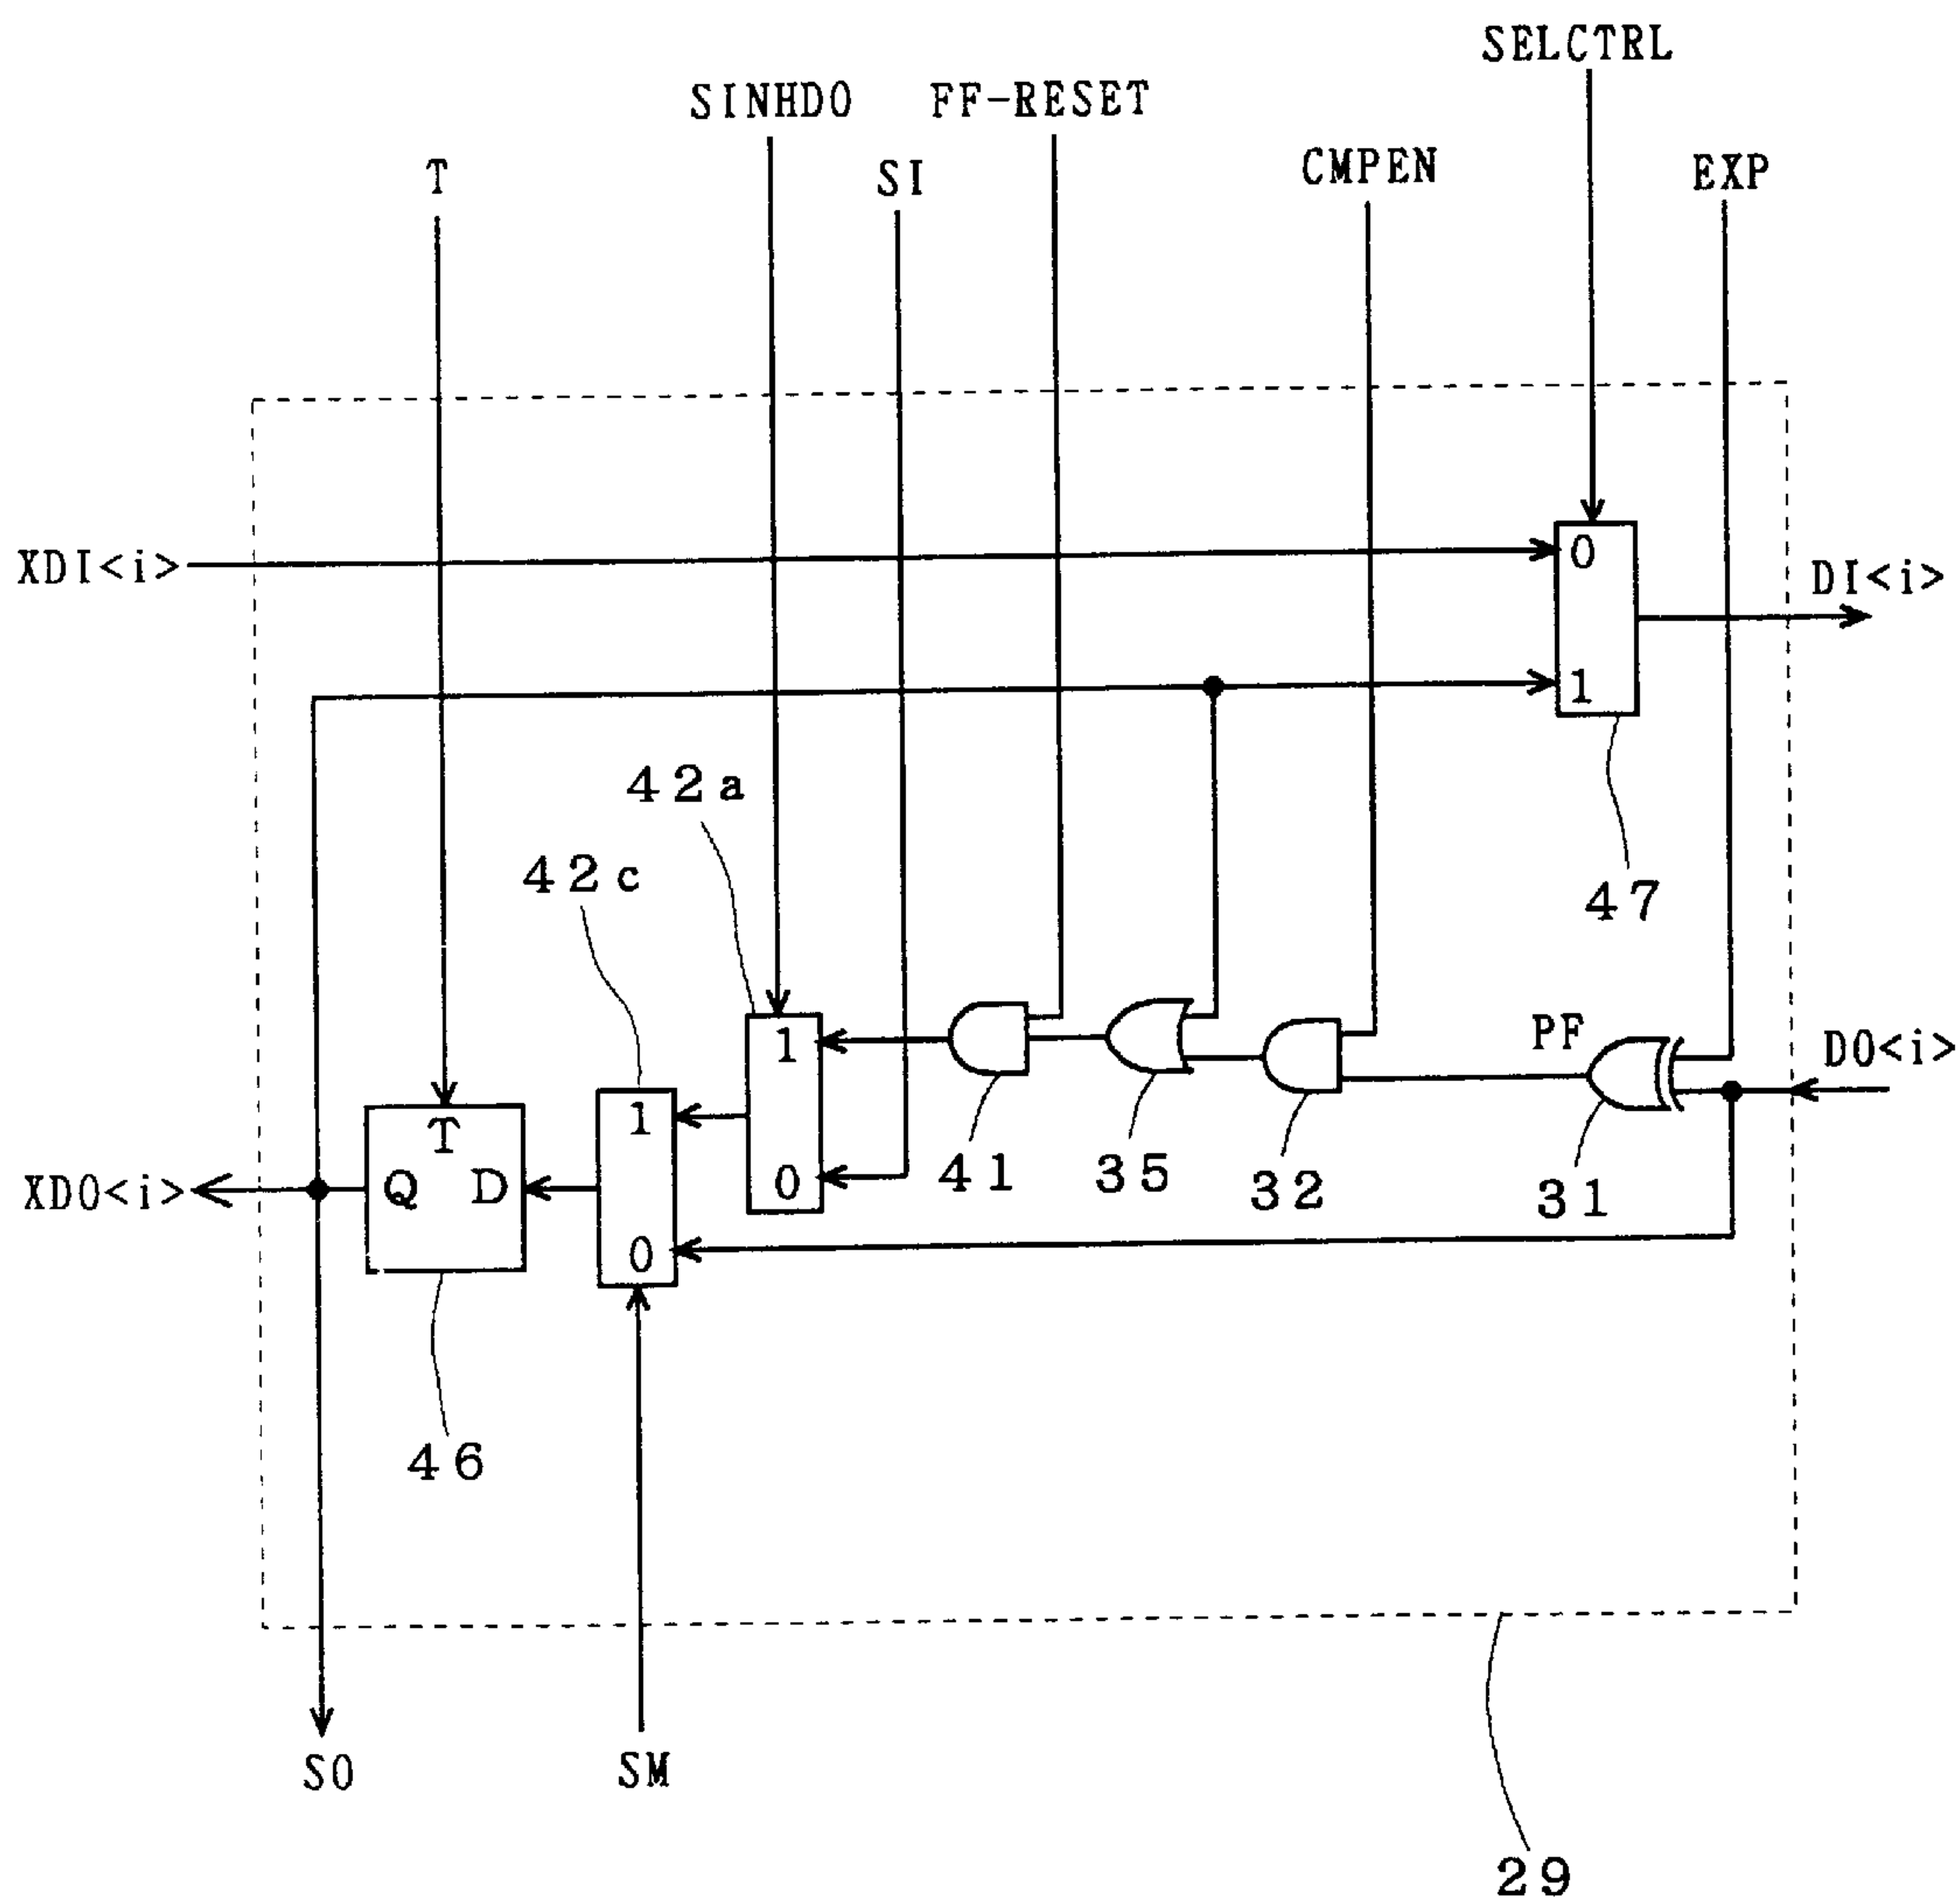 SELCTRL
SINHDO FF-RESET
T SI CMPEN EXP
XDI<i> 0 DI<i>
1
42a
42c 47
1 PF DO<i>
1 T
XDO<i> Q D 0 41 35 32 31
0
46
SO SM
29